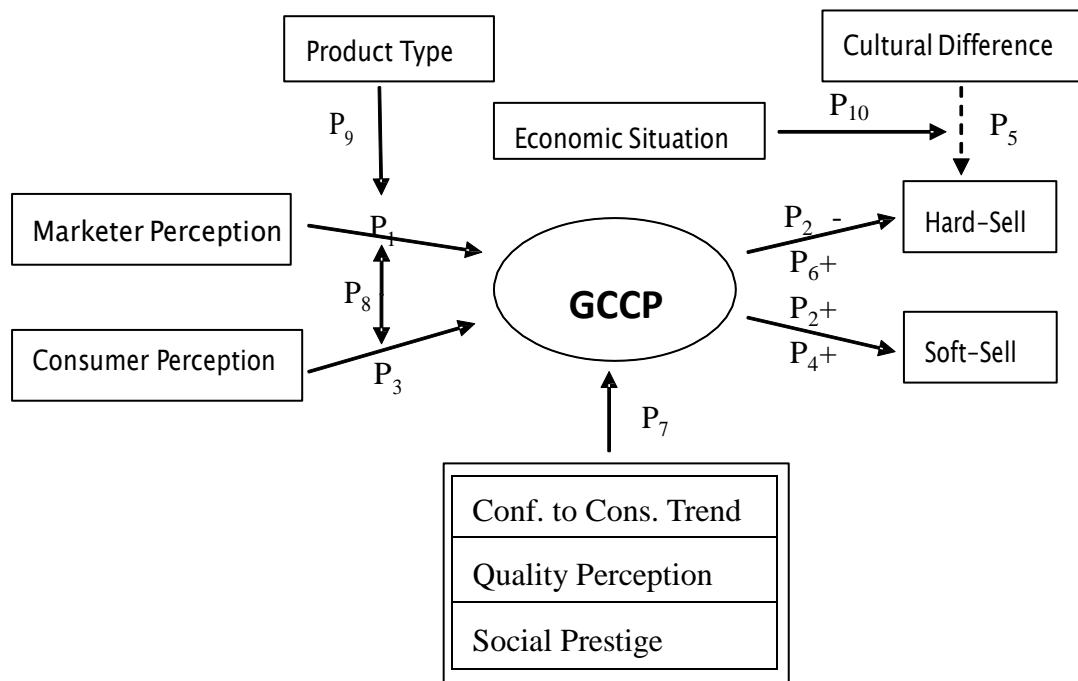 Product Type
Cultural Difference
P9
P10
Economic Situation
P5
Marketer Perception
P1
P2 -
Hard-Sell
P8
GCCP
P6+
P2+
Consumer Perception
P3
P4+
Soft-Sell
P7
Conf. to Cons. Trend
Quality Perception
Social Prestige